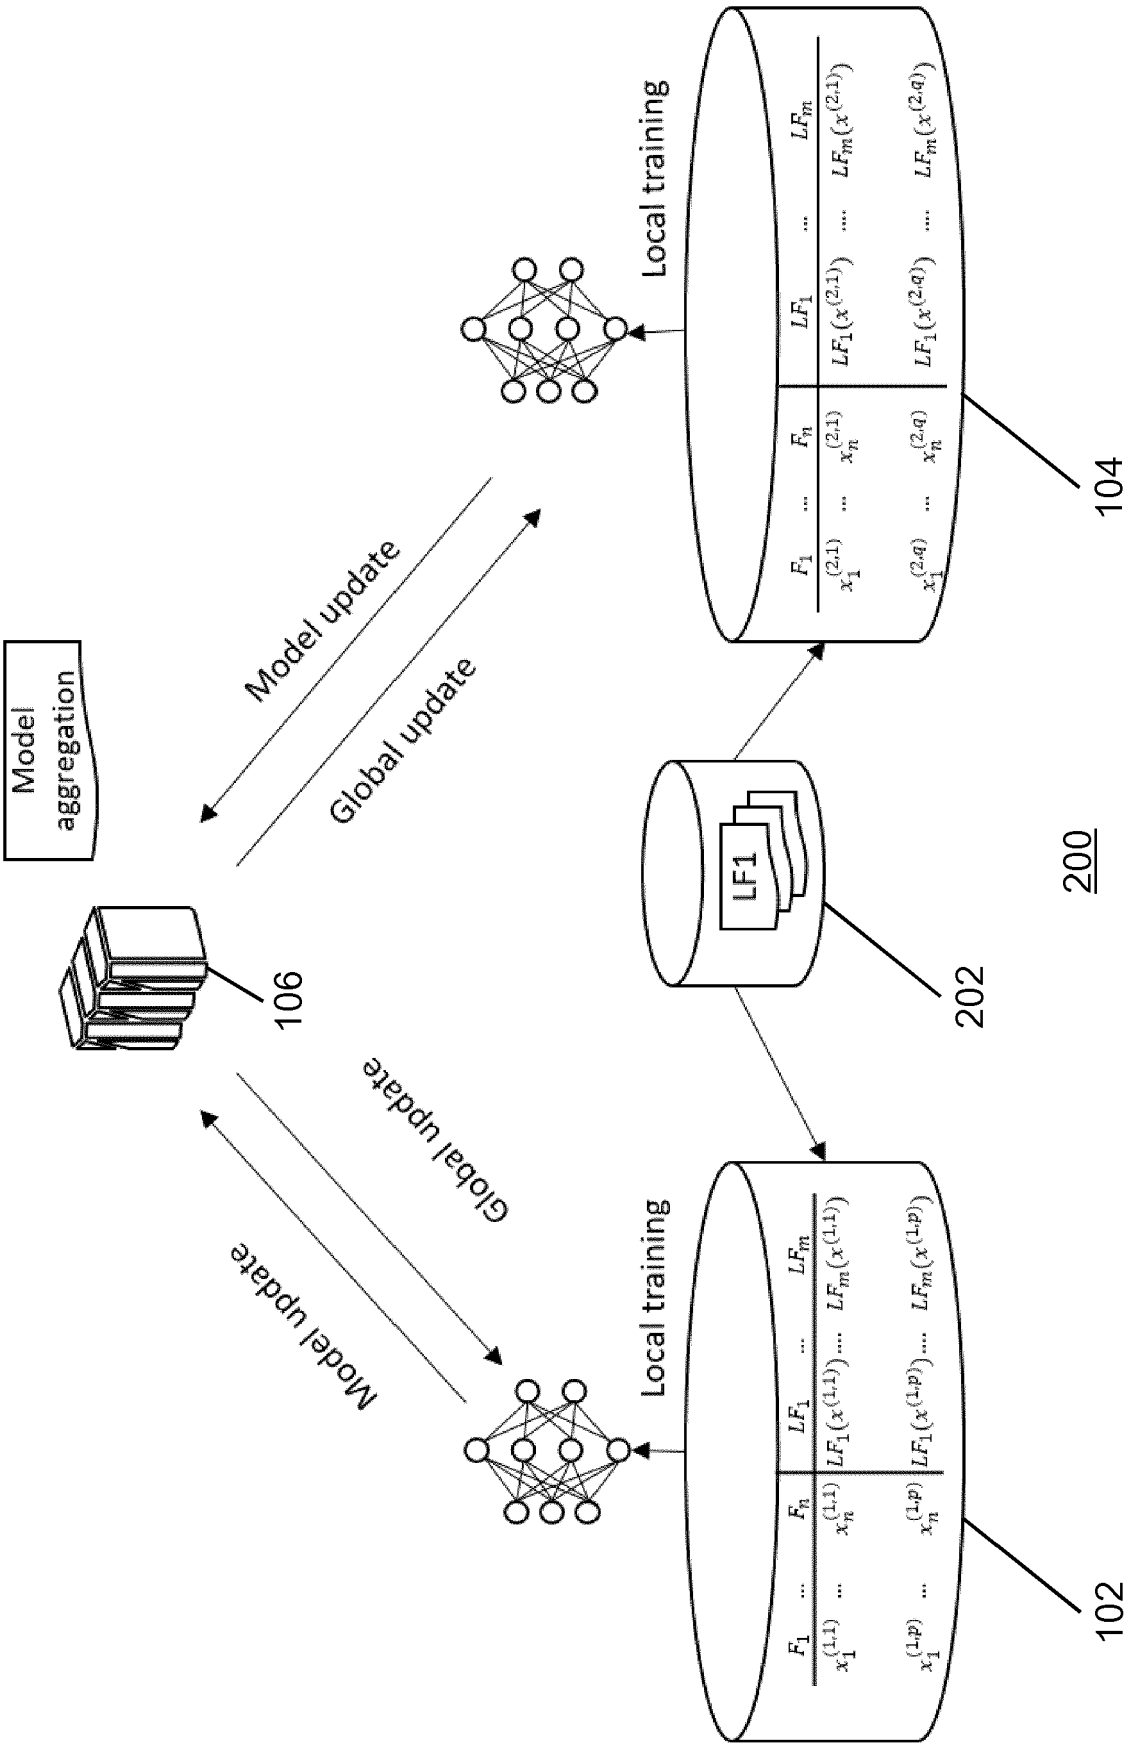 Model
aggregation
106
Model update
Global update
Model update
Global update
Local training
Local training
F₁ ... Fₙ LF₁ ... LFₘ
x₁^(1,1) ... xₙ^(1,1) LF₁(x^(1,1)) .... LFₘ(x^(1,1))
x₁^(1,p) ... xₙ^(1,p) LF₁(x^(1,p)) .... LFₘ(x^(1,p))
102
LF1
202
F₁ ... Fₙ LF₁ ... LFₘ
x₁^(2,1) ... xₙ^(2,1) LF₁(x^(2,1)) .... LFₘ(x^(2,1))
x₁^(2,q) ... xₙ^(2,q) LF₁(x^(2,q)) .... LFₘ(x^(2,q))
104
200